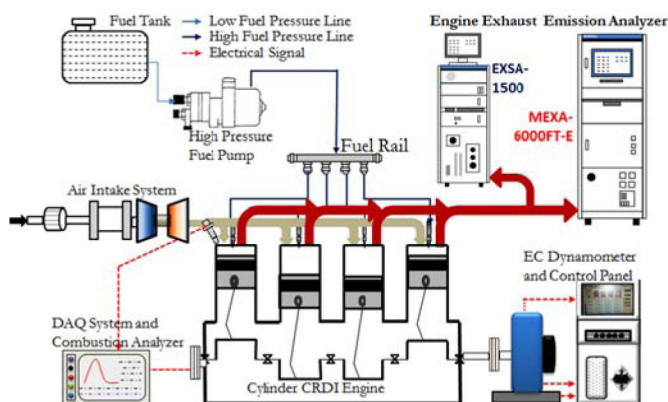 Fuel Tank
Low Fuel Pressure Line
High Fuel Pressure Line
Electrical Signal
Engine Exhaust
Emission Analyzer
EXSA-
1500
MEXA-
6000FT-E
High Pressure
Fuel Pump
Fuel Rail
Air Intake System
EC Dynamometer
and Control Panel
DAQ System and
Combustion Analyzer
Cylinder CRDI Engine